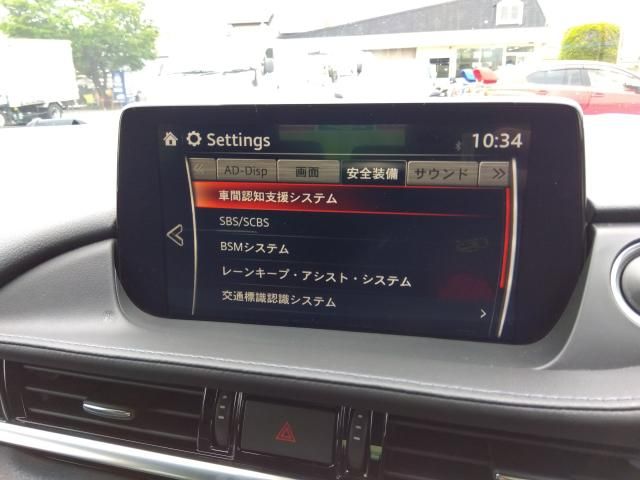 Settings 10:34
AD-Disp 画面 安全装備 サウンド
車間認知支援システム
SBS/SCBS
BSMシステム
レーンキープ・アシスト・システム
交通標識認識システム